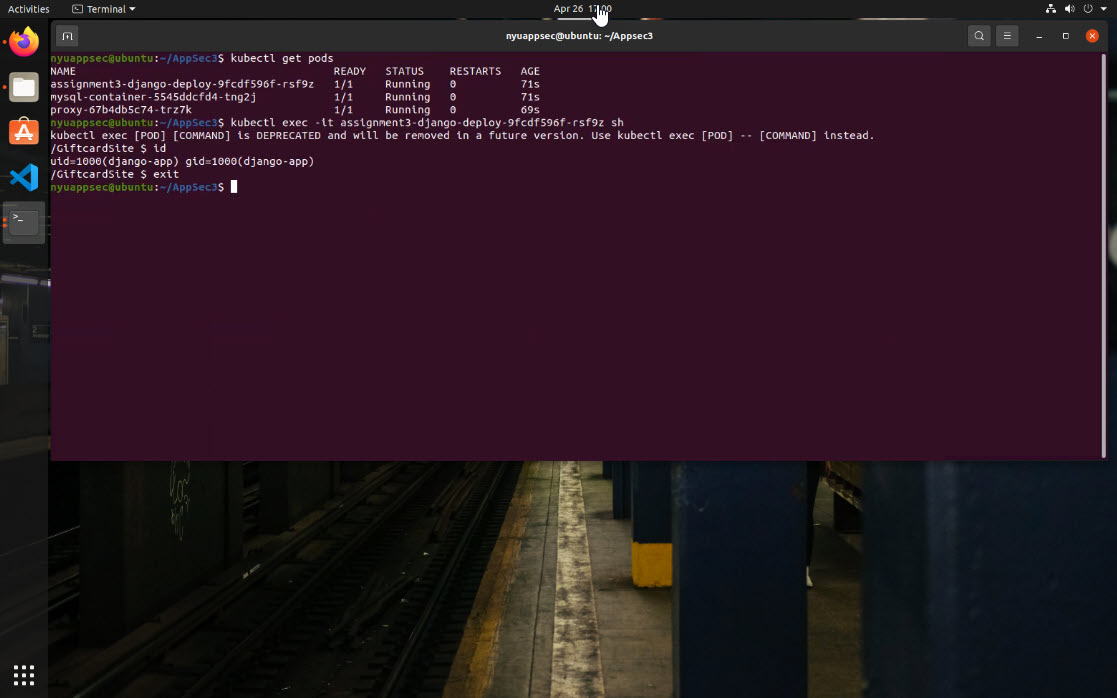 Activities
Terminal
Apr 26 17:00
nyuappsec@ubuntu: ~/Appsec3
nyuappsec@ubuntu:~/AppSec3$ kubectl get pods
NAME READY STATUS RESTARTS AGE
assignment3-django-deploy-9fcdf596f-rsf9z 1/1 Running 0 71s
mysql-container-5545ddcfd4-tng2j 1/1 Running 0 71s
proxy-67b4db5c74-trz7k 1/1 Running 0 69s
nyuappsec@ubuntu:~/AppSec3$ kubectl exec -it assignment3-django-deploy-9fcdf596f-rsf9z sh
kubectl exec [POD] [COMMAND] is DEPRECATED and will be removed in a future version. Use kubectl exec [POD] -- [COMMAND] instead.
/GiftcardSite $ id
uid=1000(django-app) gid=1000(django-app)
/GiftcardSite $ exit
nyuappsec@ubuntu:~/AppSec3$